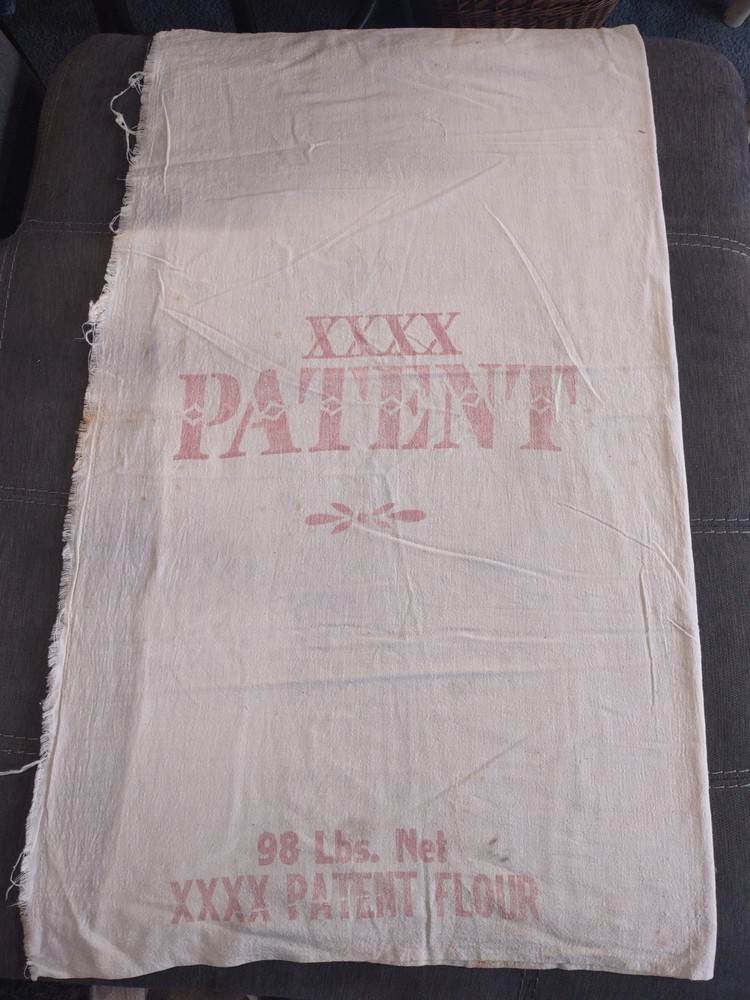 XXXX
PATENT
98 Lbs. Net
XXXX PATENT FLOUR